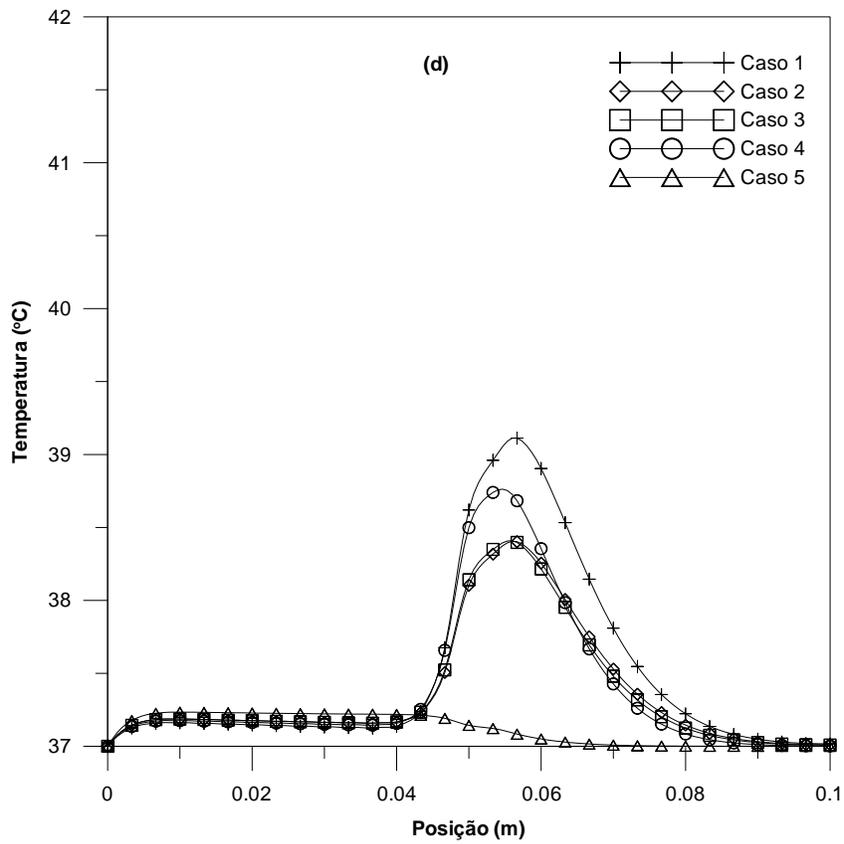 42
(d)
Caso 1
Caso 2
Caso 3
Caso 4
Caso 5
41
40
39
38
37
Temperatura (ºC)
0 0.02 0.04 0.06 0.08 0.1
Posição (m)